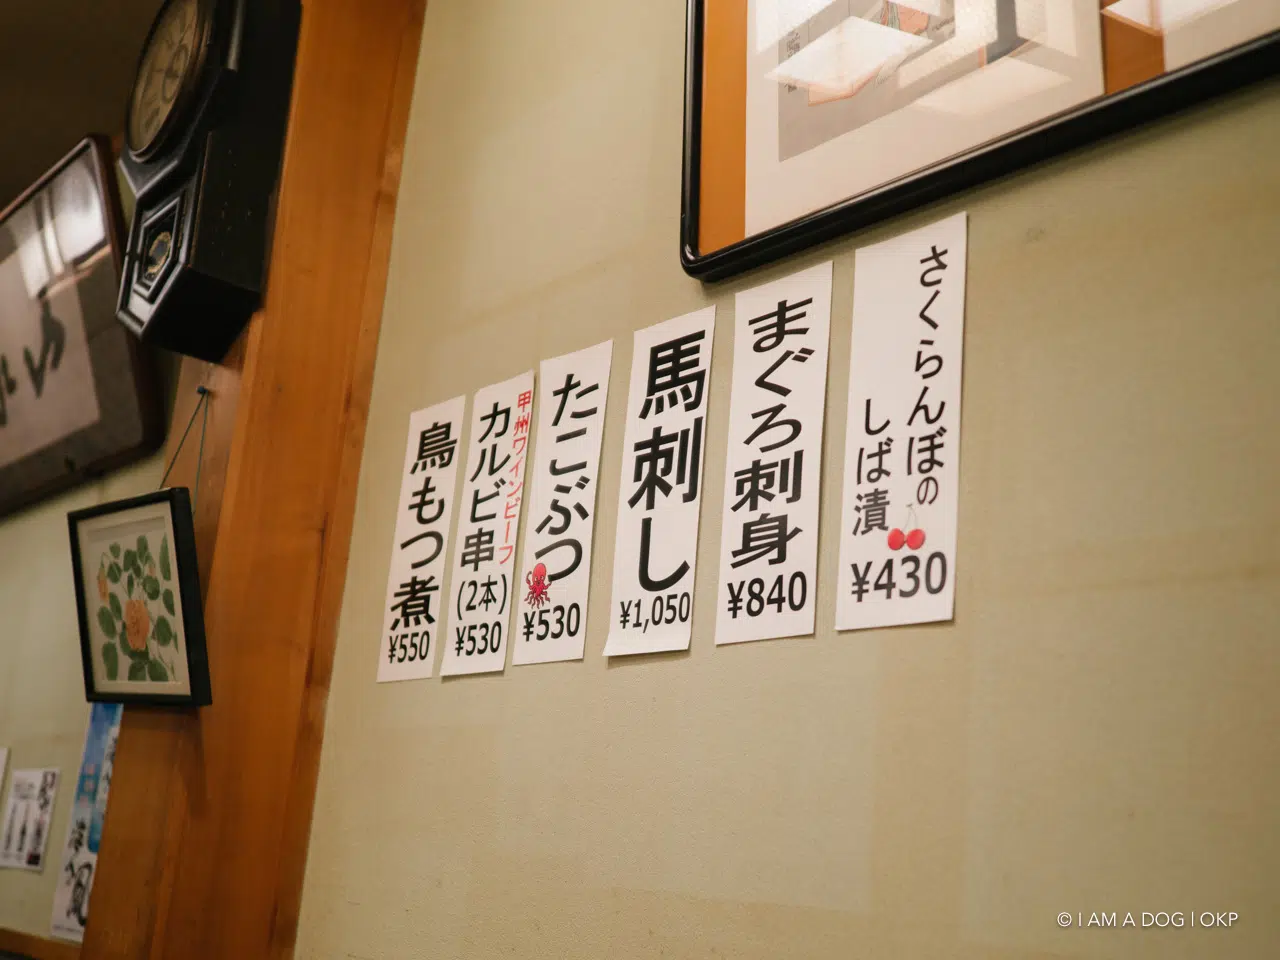 さくらんぼの
しば漬
¥430
まぐろ刺身
¥840
馬刺し
¥1,050
たこぶつ
¥530
甲州ワインビーフ
カルビ串
(2本)
¥530
鳥もつ煮
¥550
© I AM A DOG | OKP